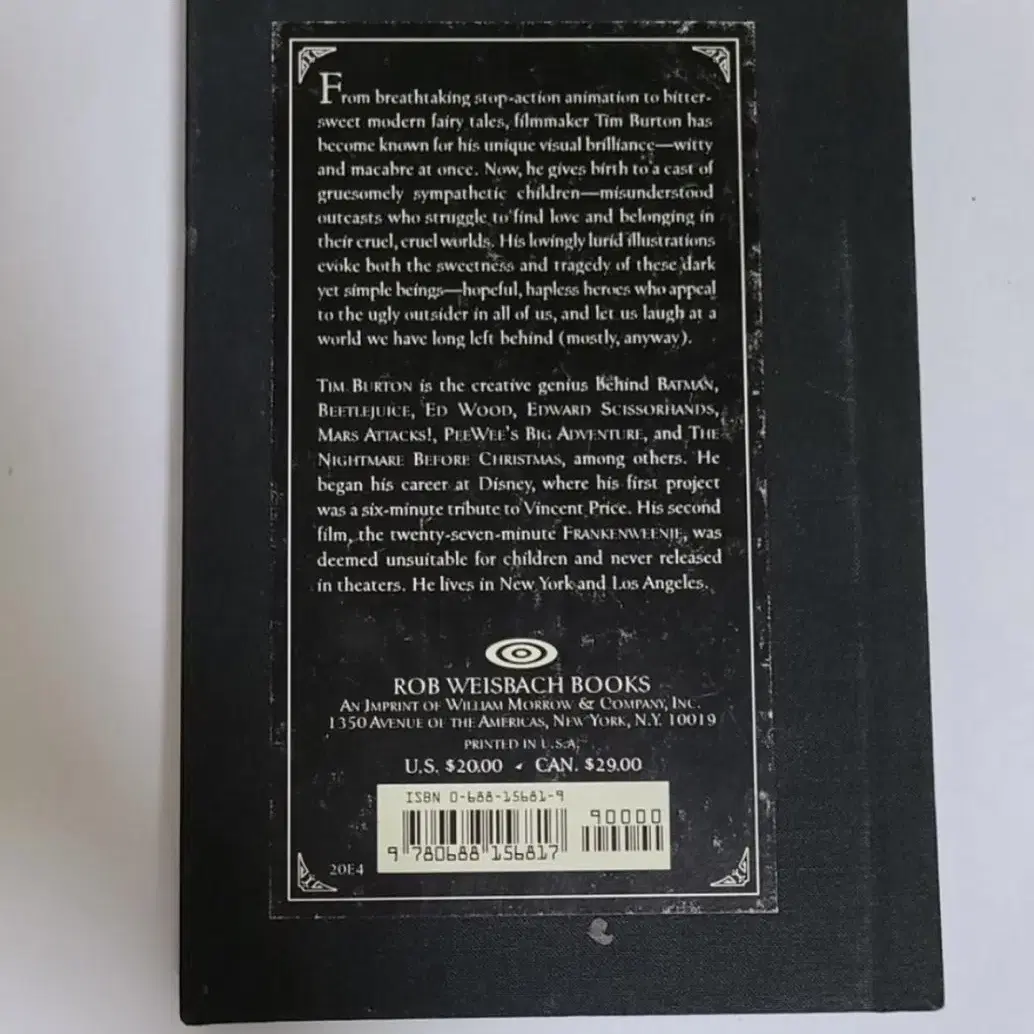 From breathtaking stop-action animation to bitter-
sweet modern fairy tales, filmmaker Tim Burton has
become known for his unique visual brilliance—witty
and macabre at once. Now, he gives birth to a cast of
gruesomely sympathetic children—misunderstood
outcasts who struggle to find love and belonging in
their cruel, cruel worlds. His lovingly lurid illustrations
evoke both the sweetness and tragedy of these dark
yet simple beings—hopeful, hapless heroes who appeal
to the ugly outsider in all of us, and let us laugh at a
world we have long left behind (mostly, anyway).
TIM BURTON is the creative genius behind BATMAN,
BEETLEJUICE, ED WOOD, EDWARD SCISSORHANDS,
MARS ATTACKS!, PEEWEE'S BIG ADVENTURE, and THE
NIGHTMARE BEFORE CHRISTMAS, among others. He
began his career at Disney, where his first project
was a six-minute tribute to Vincent Price. His second
film, the twenty-seven-minute FRANKENWEENIE, was
deemed unsuitable for children and never released
in theaters. He lives in New York and Los Angeles.
ROB WEISBACH BOOKS
AN IMPRINT OF WILLIAM MORROW & COMPANY, INC.
1350 AVENUE OF THE AMERICAS, NEW YORK, N.Y. 10019
PRINTED IN U.S.A.
U.S. $20.00 CAN. $29.00
ISBN 0-688-15681-9
90000
9 780688 156817
20E4